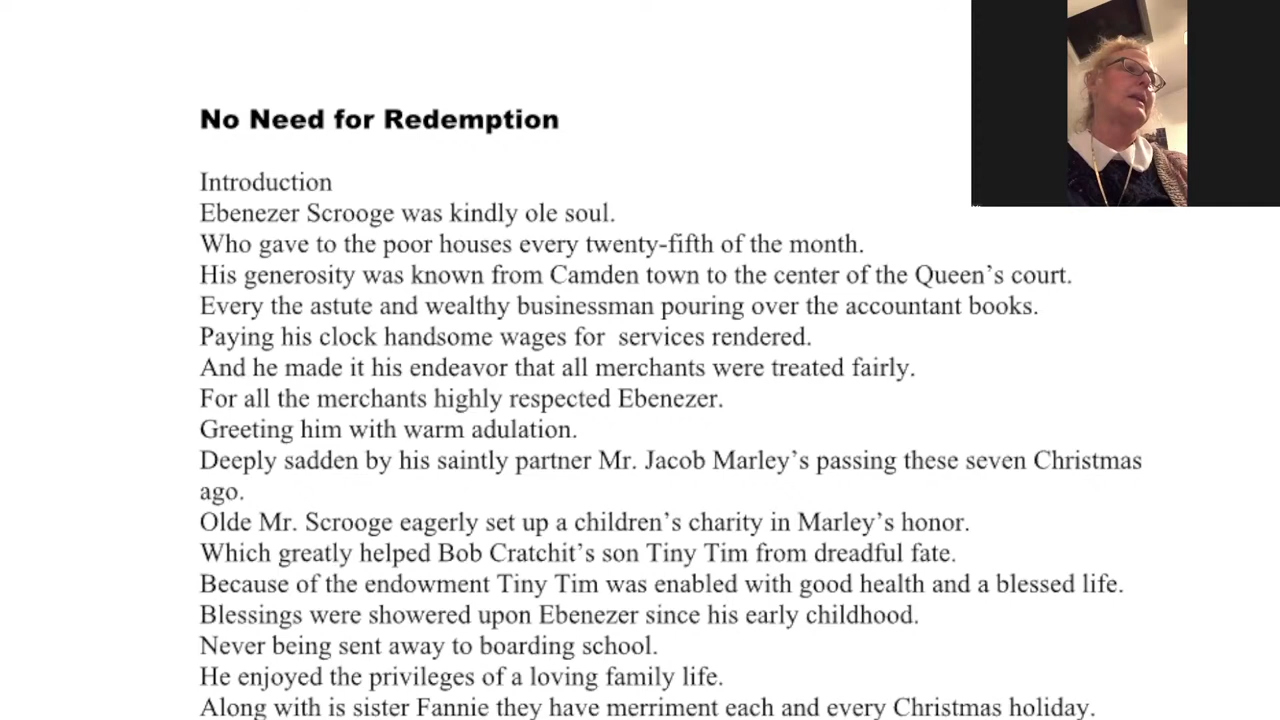 No Need for Redemption
Introduction
Ebenezer Scrooge was kindly ole soul.
Who gave to the poor houses every twenty-fifth of the month.
His generosity was known from Camden town to the center of the Queen’s court.
Every the astute and wealthy businessman pouring over the accountant books.
Paying his clock handsome wages for  services rendered.
And he made it his endeavor that all merchants were treated fairly.
For all the merchants highly respected Ebenezer.
Greeting him with warm adulation.
Deeply sadden by his saintly partner Mr. Jacob Marley’s passing these seven Christmas
ago.
Olde Mr. Scrooge eagerly set up a children’s charity in Marley’s honor.
Which greatly helped Bob Cratchit’s son Tiny Tim from dreadful fate.
Because of the endowment Tiny Tim was enabled with good health and a blessed life.
Blessings were showered upon Ebenezer since his early childhood.
Never being sent away to boarding school.
He enjoyed the privileges of a loving family life.
Along with is sister Fannie they have merriment each and every Christmas holiday.